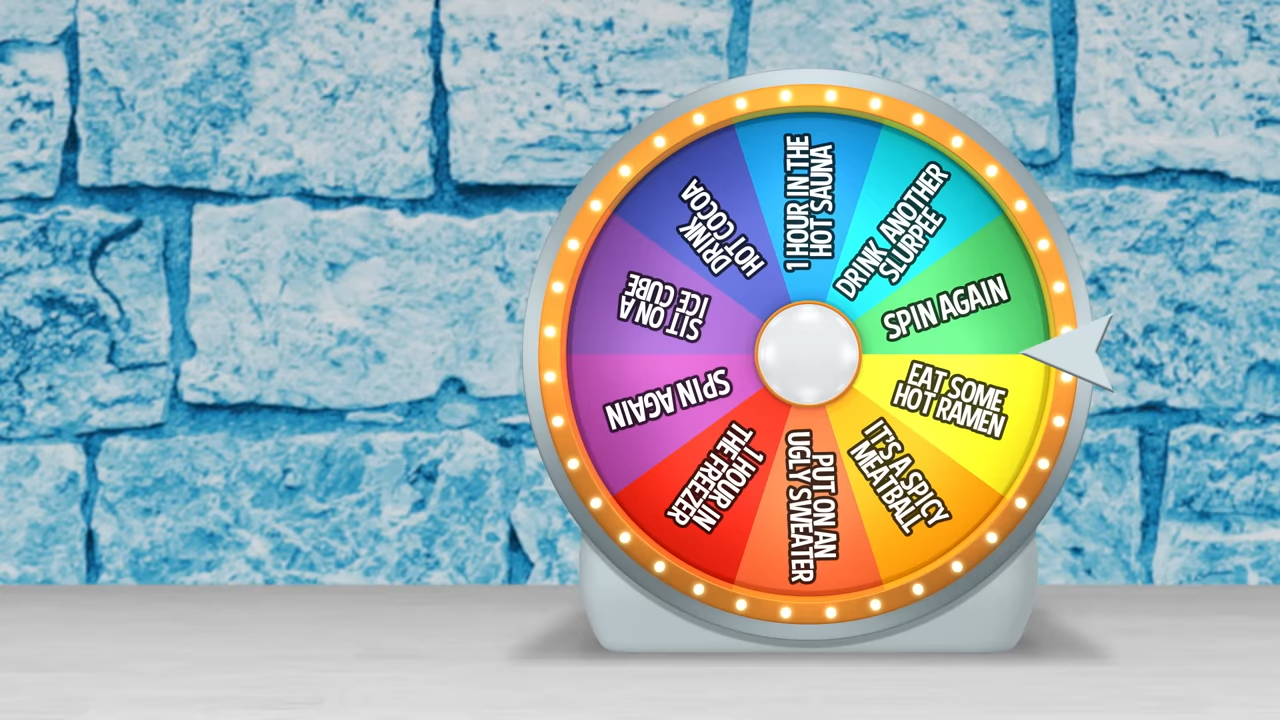 1 HOUR IN THE
HOT SAUNA
DRINK ANOTHER
SLURPEE
SPIN AGAIN
EAT SOME
HOT RAMEN
IT'S A SPICY
MEATBALL
PUT ON AN
UGLY SWEATER
1 HOUR IN
THE FREEZER
SPIN AGAIN
SIT ON A
ICE CUBE
DRINK
HOT COCOA